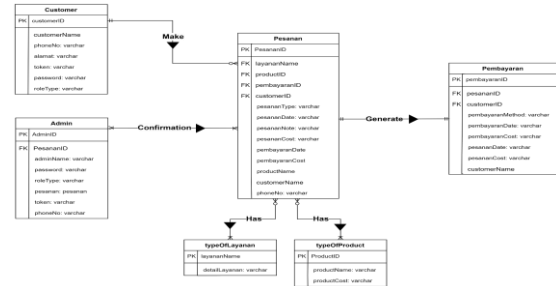 Customer
PK customerID
customerName
phoneNo: varchar
alamat: varchar
token: varchar
password: varchar
roleType: varchar
Make
Pesanan
PK PesananID
FK layananName
FK productID
FK pembayaranID
FK customerID
pesananType: varchar
pesananDate: varchar
pesananNote: varchar
pesananCost: varchar
pembayaranDate
pembayaranCost
productName
customerName
phoneNo: varchar
Pembayaran
PK pembayaranID
FK pesananID
FK customerID
pembayaranMethod: varchar
pembayaranDate: varchar
pembayaranCost: varchar
pesananDate: varchar
pesananCost: varchar
customerName
Generate
Admin
PK AdminID
FK PesananID
adminName: varchar
password: varchar
roleType: varchar
pesanan: pesanan
token: varchar
phoneNo: varchar
Confirmation
Has
Has
typeOfLayanan
PK layananName
detailLayanan: varchar
typeOfProduct
PK ProductID
productName: varchar
productCost: varchar